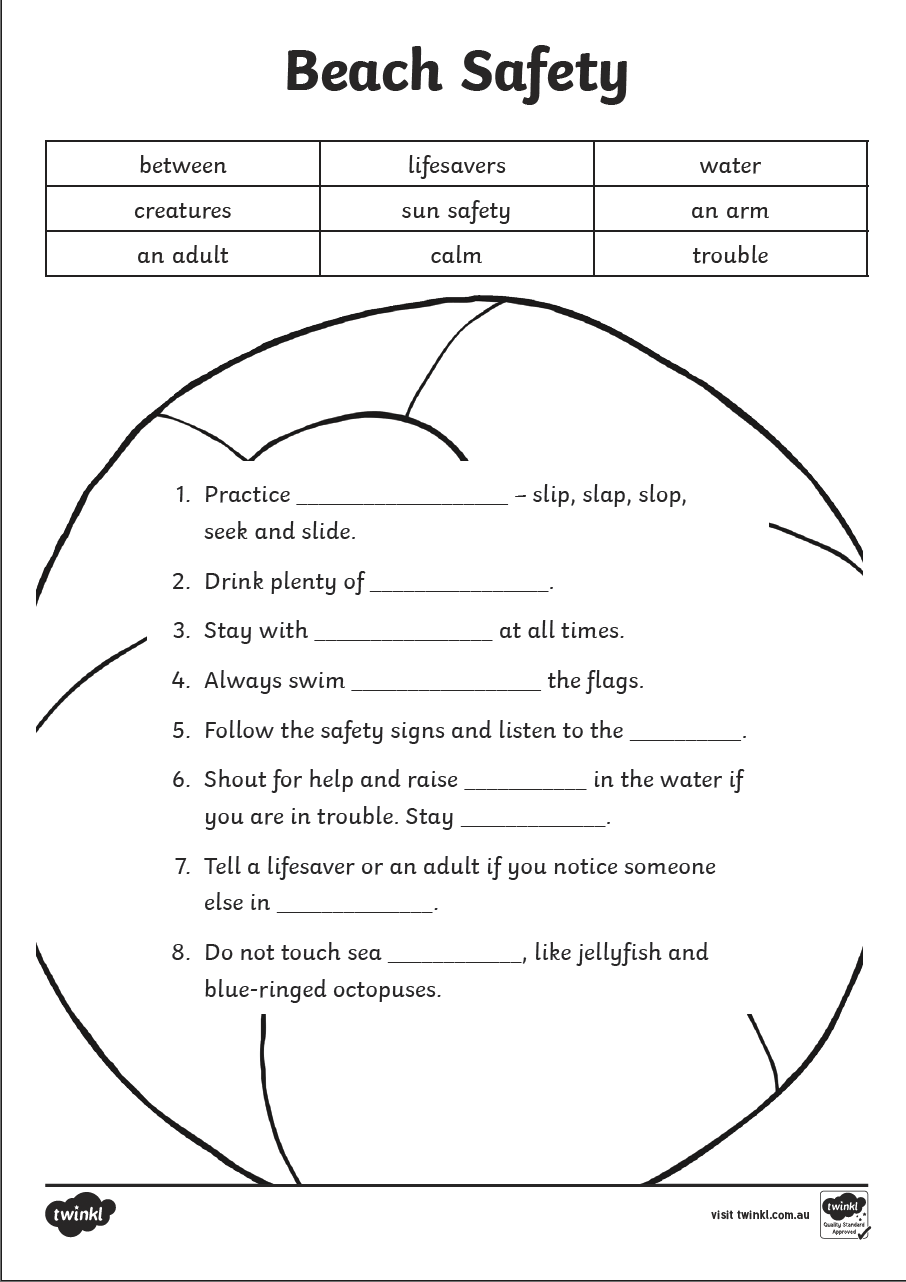 Beach Safety
between lifesavers water
creatures sun safety an arm
an adult calm trouble
1. Practice ___________________ – slip, slap, slop,
seek and slide.
2. Drink plenty of ________________.
3. Stay with ________________ at all times.
4. Always swim _________________ the flags.
5. Follow the safety signs and listen to the __________.
6. Shout for help and raise ___________ in the water if
you are in trouble. Stay _____________.
7. Tell a lifesaver or an adult if you notice someone
else in ______________.
8. Do not touch sea ____________, like jellyfish and
blue-ringed octopuses.
twinkl
visit twinkl.com.au
twinkl
Quality Standard
Approved